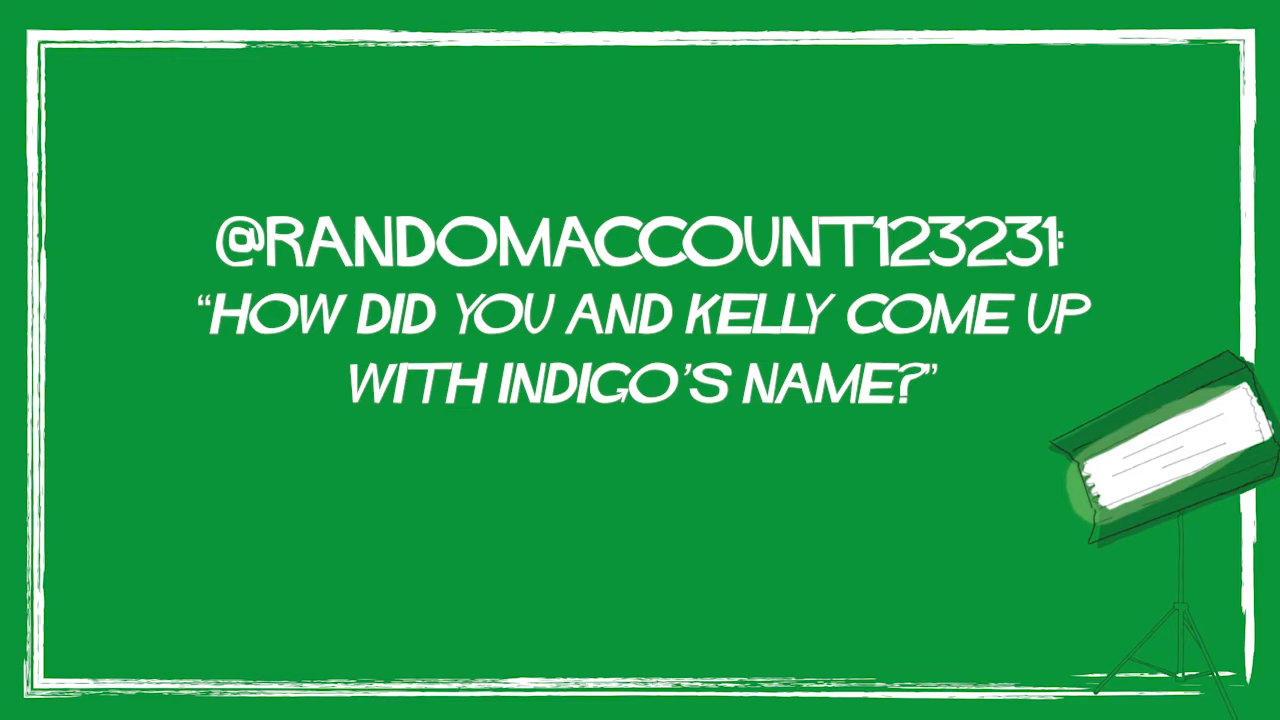 @RANDOMACCOUNT123231:
“HOW DID YOU AND KELLY COME UP
WITH INDIGO’S NAME?”